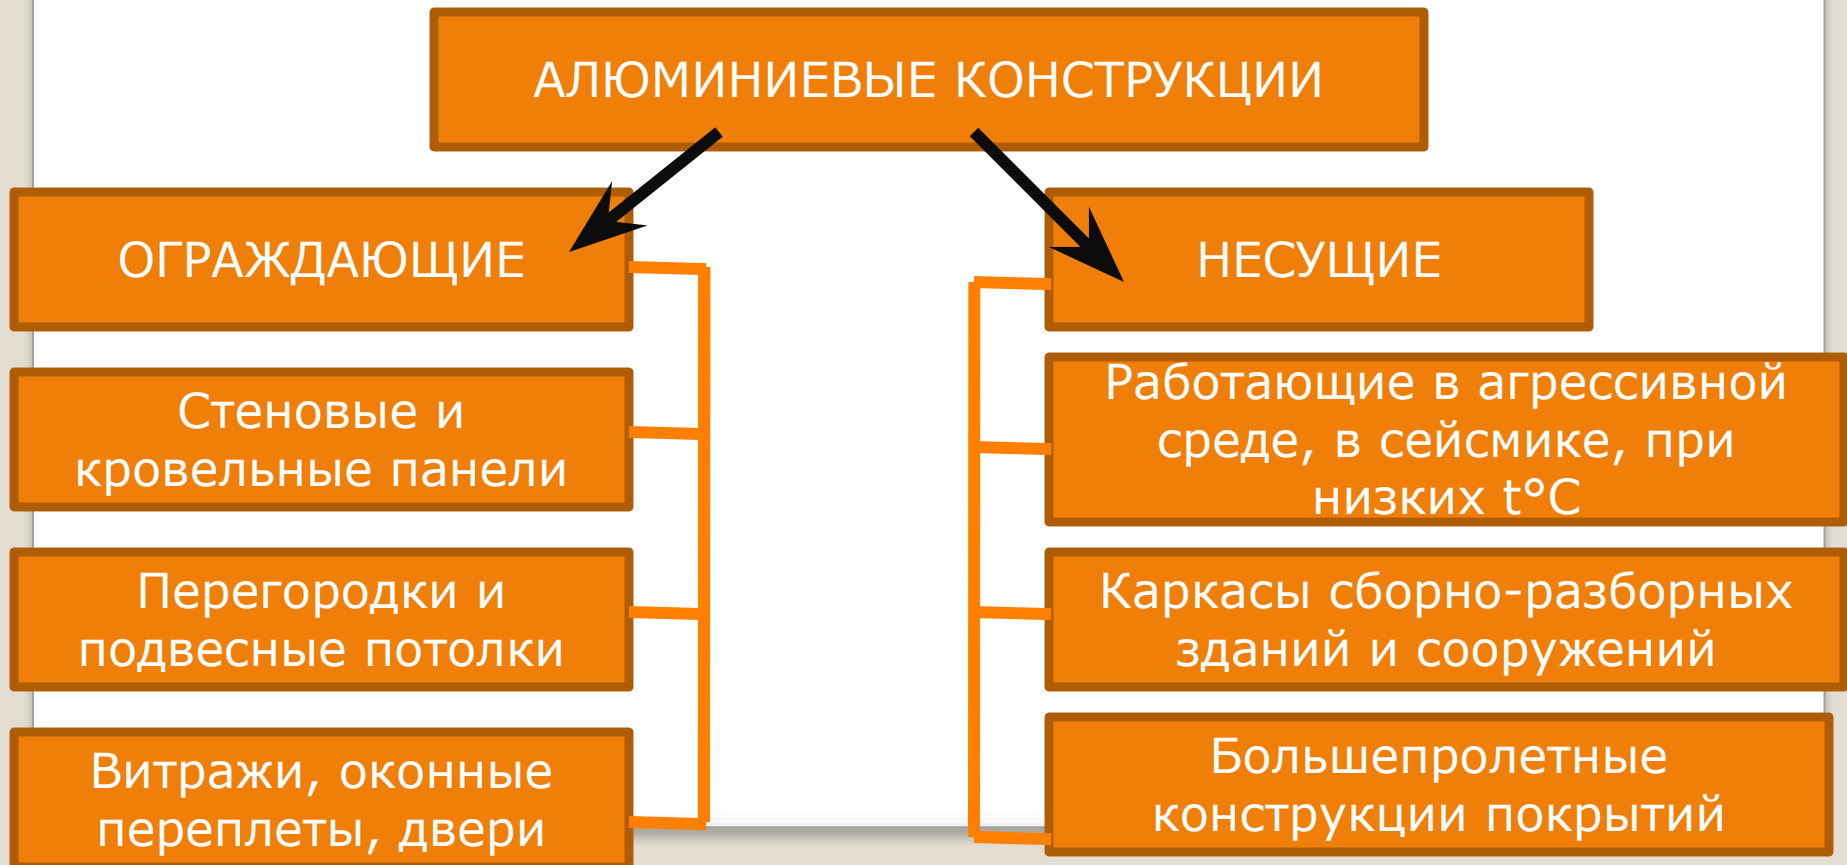 АЛЮМИНИЕВЫЕ КОНСТРУКЦИИ
ОГРАЖДАЮЩИЕ
Стеновые и
кровельные панели
Перегородки и
подвесные потолки
Витражи, оконные
переплеты, двери
НЕСУЩИЕ
Работающие в агрессивной
среде, в сейсмике, при
низких t°C
Каркасы сборно-разборных
зданий и сооружений
Большепролетные
конструкции покрытий